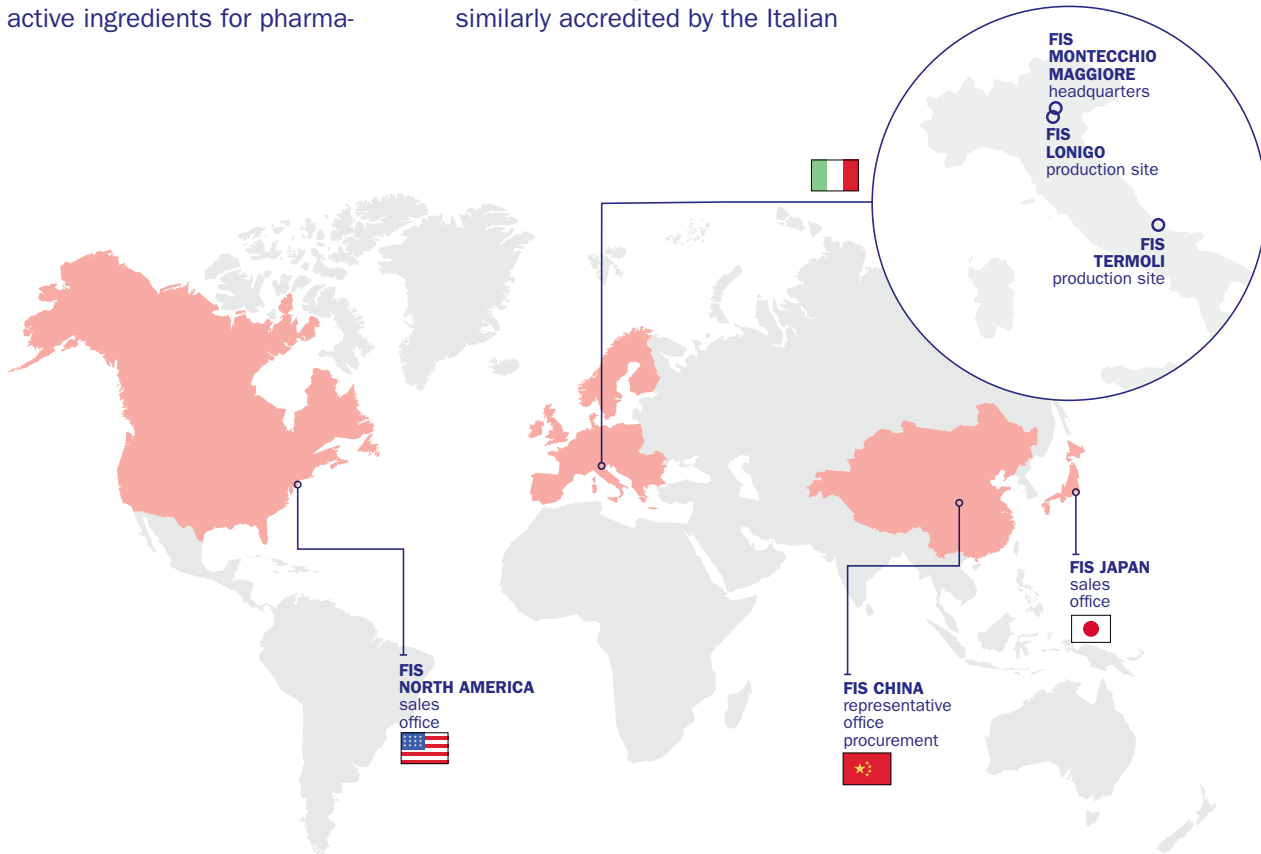 active ingredients for pharma-
similarly accredited by the Italian
FIS
MONTECCHIO
MAGGIORE
headquarters
FIS
LONIGO
production site
FIS
TERMOLI
production site
FIS
NORTH AMERICA
sales
office
FIS CHINA
representative
office
procurement
FIS JAPAN
sales
office